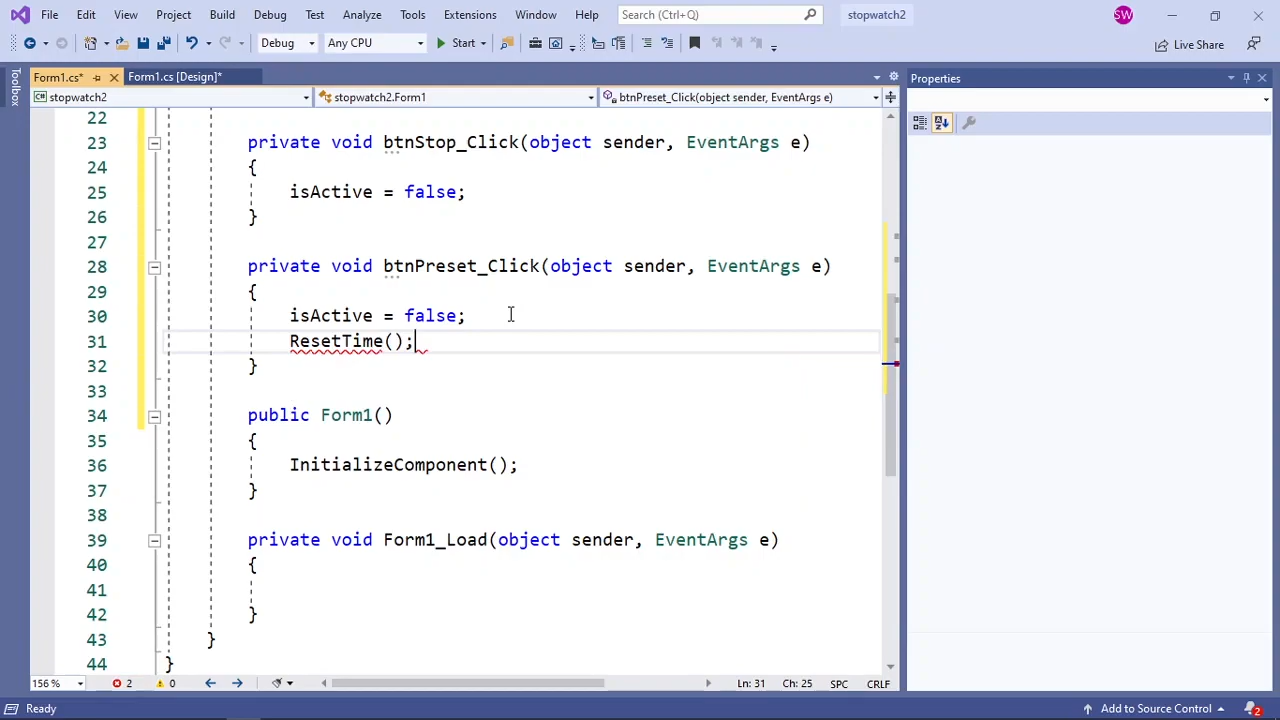 File Edit View Project Build Debug Test Analyze Tools Extensions Window Help Search (Ctrl+Q) stopwatch2 SW
Debug Any CPU Start Live Share
Toolbox
Form1.cs* Form1.cs [Design]* Properties
stopwatch2 stopwatch2.Form1 btnPreset_Click(object sender, EventArgs e)
22
23 private void btnStop_Click(object sender, EventArgs e)
24 {
25 isActive = false;
26 }
27
28 private void btnPreset_Click(object sender, EventArgs e)
29 {
30 isActive = false;
31 ResetTime();
32 }
33
34 public Form1()
35 {
36 InitializeComponent();
37 }
38
39 private void Form1_Load(object sender, EventArgs e)
40 {
41
42 }
43 }
44 }
156 % 2 0 Ln: 31 Ch: 25 SPC CRLF
Ready Add to Source Control 2